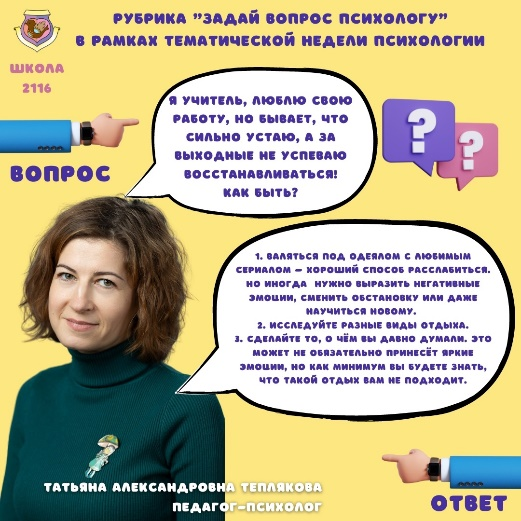 РУБРИКА "ЗАДАЙ ВОПРОС ПСИХОЛОГУ"
В РАМКАХ ТЕМАТИЧЕСКОЙ НЕДЕЛИ ПСИХОЛОГИИ
ШКОЛА
2116
ВОПРОС
Я УЧИТЕЛЬ, ЛЮБЛЮ СВОЮ
РАБОТУ, НО БЫВАЕТ, ЧТО
СИЛЬНО УСТАЮ, А ЗА
ВЫХОДНЫЕ НЕ УСПЕВАЮ
ВОССТАНАВЛИВАТЬСЯ!
КАК БЫТЬ?
? ?
1. ВАЛЯТЬСЯ ПОД ОДЕЯЛОМ С ЛЮБИМЫМ
СЕРИАЛОМ – ХОРОШИЙ СПОСОБ РАССЛАБИТЬСЯ.
НО ИНОГДА НУЖНО ВЫРАЗИТЬ НЕГАТИВНЫЕ
ЭМОЦИИ, СМЕНИТЬ ОБСТАНОВКУ ИЛИ ДАЖЕ
НАУЧИТЬСЯ НОВОМУ.
2. ИССЛЕДУЙТЕ РАЗНЫЕ ВИДЫ ОТДЫХА.
3. СДЕЛАЙТЕ ТО, О ЧЁМ ВЫ ДАВНО ДУМАЛИ. ЭТО
МОЖЕТ НЕ ОБЯЗАТЕЛЬНО ПРИНЕСЁТ ЯРКИЕ
ЭМОЦИИ, НО КАК МИНИМУМ ВЫ БУДЕТЕ ЗНАТЬ,
ЧТО ТАКОЙ ОТДЫХ ВАМ НЕ ПОДХОДИТ.
ТАТЬЯНА АЛЕКСАНДРОВНА ТЕПЛЯКОВА
ПЕДАГОГ-ПСИХОЛОГ
ОТВЕТ